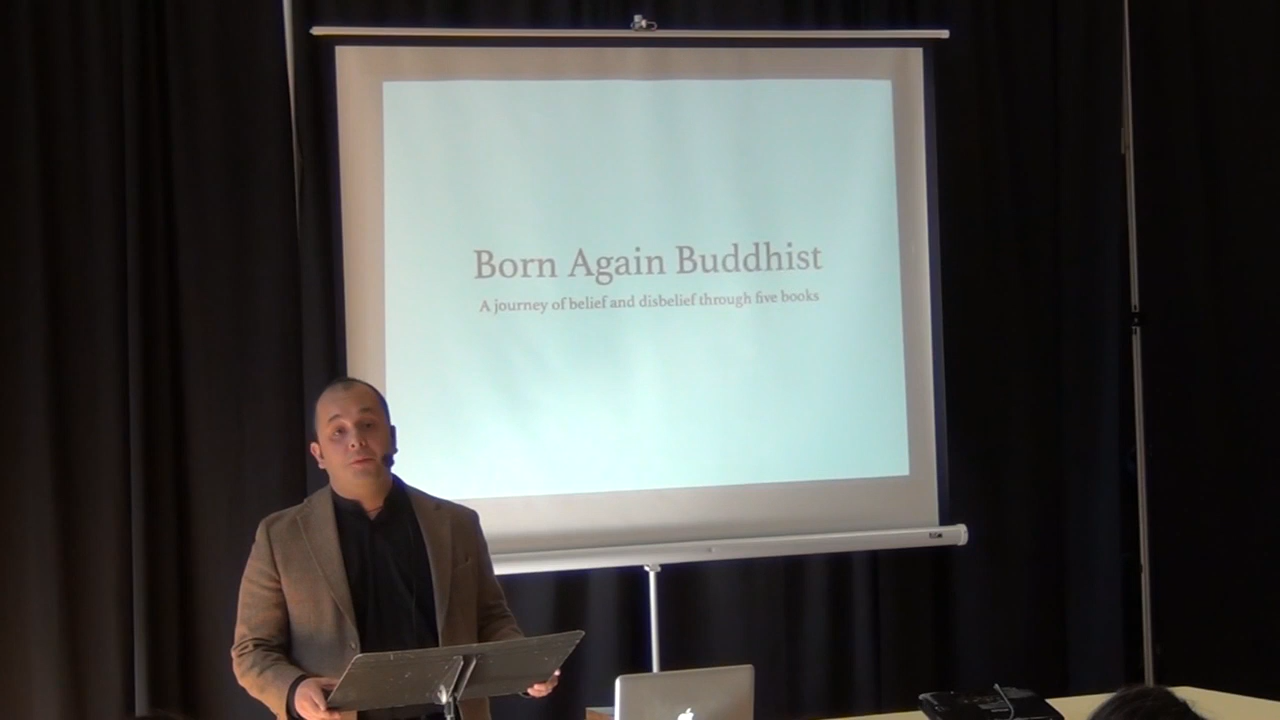 Born Again Buddhist
A journey of belief and disbelief through five books